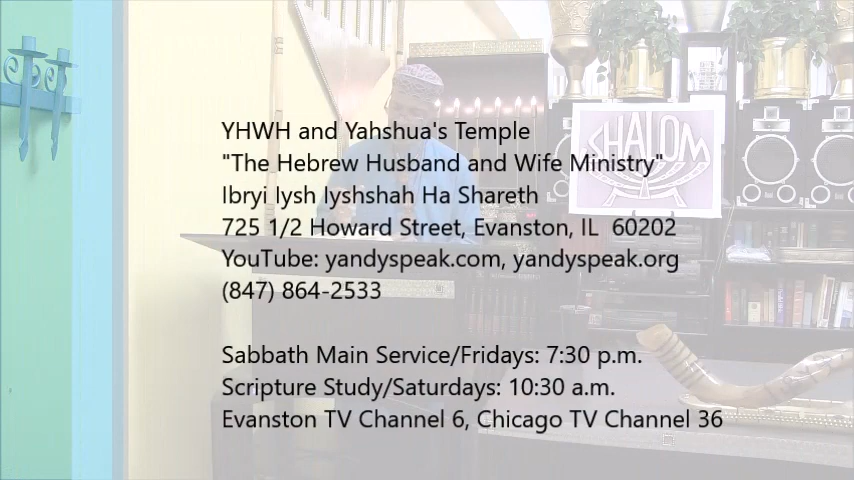 YHWH and Yahshua's Temple
"The Hebrew Husband and Wife Ministry"
Ibryi Iysh Iyshshah Ha Shareth
725 1/2 Howard Street, Evanston, IL  60202
YouTube: yandyspeak.com, yandyspeak.org
(847) 864-2533
Sabbath Main Service/Fridays: 7:30 p.m.
Scripture Study/Saturdays: 10:30 a.m.
Evanston TV Channel 6, Chicago TV Channel 36
SHALOM